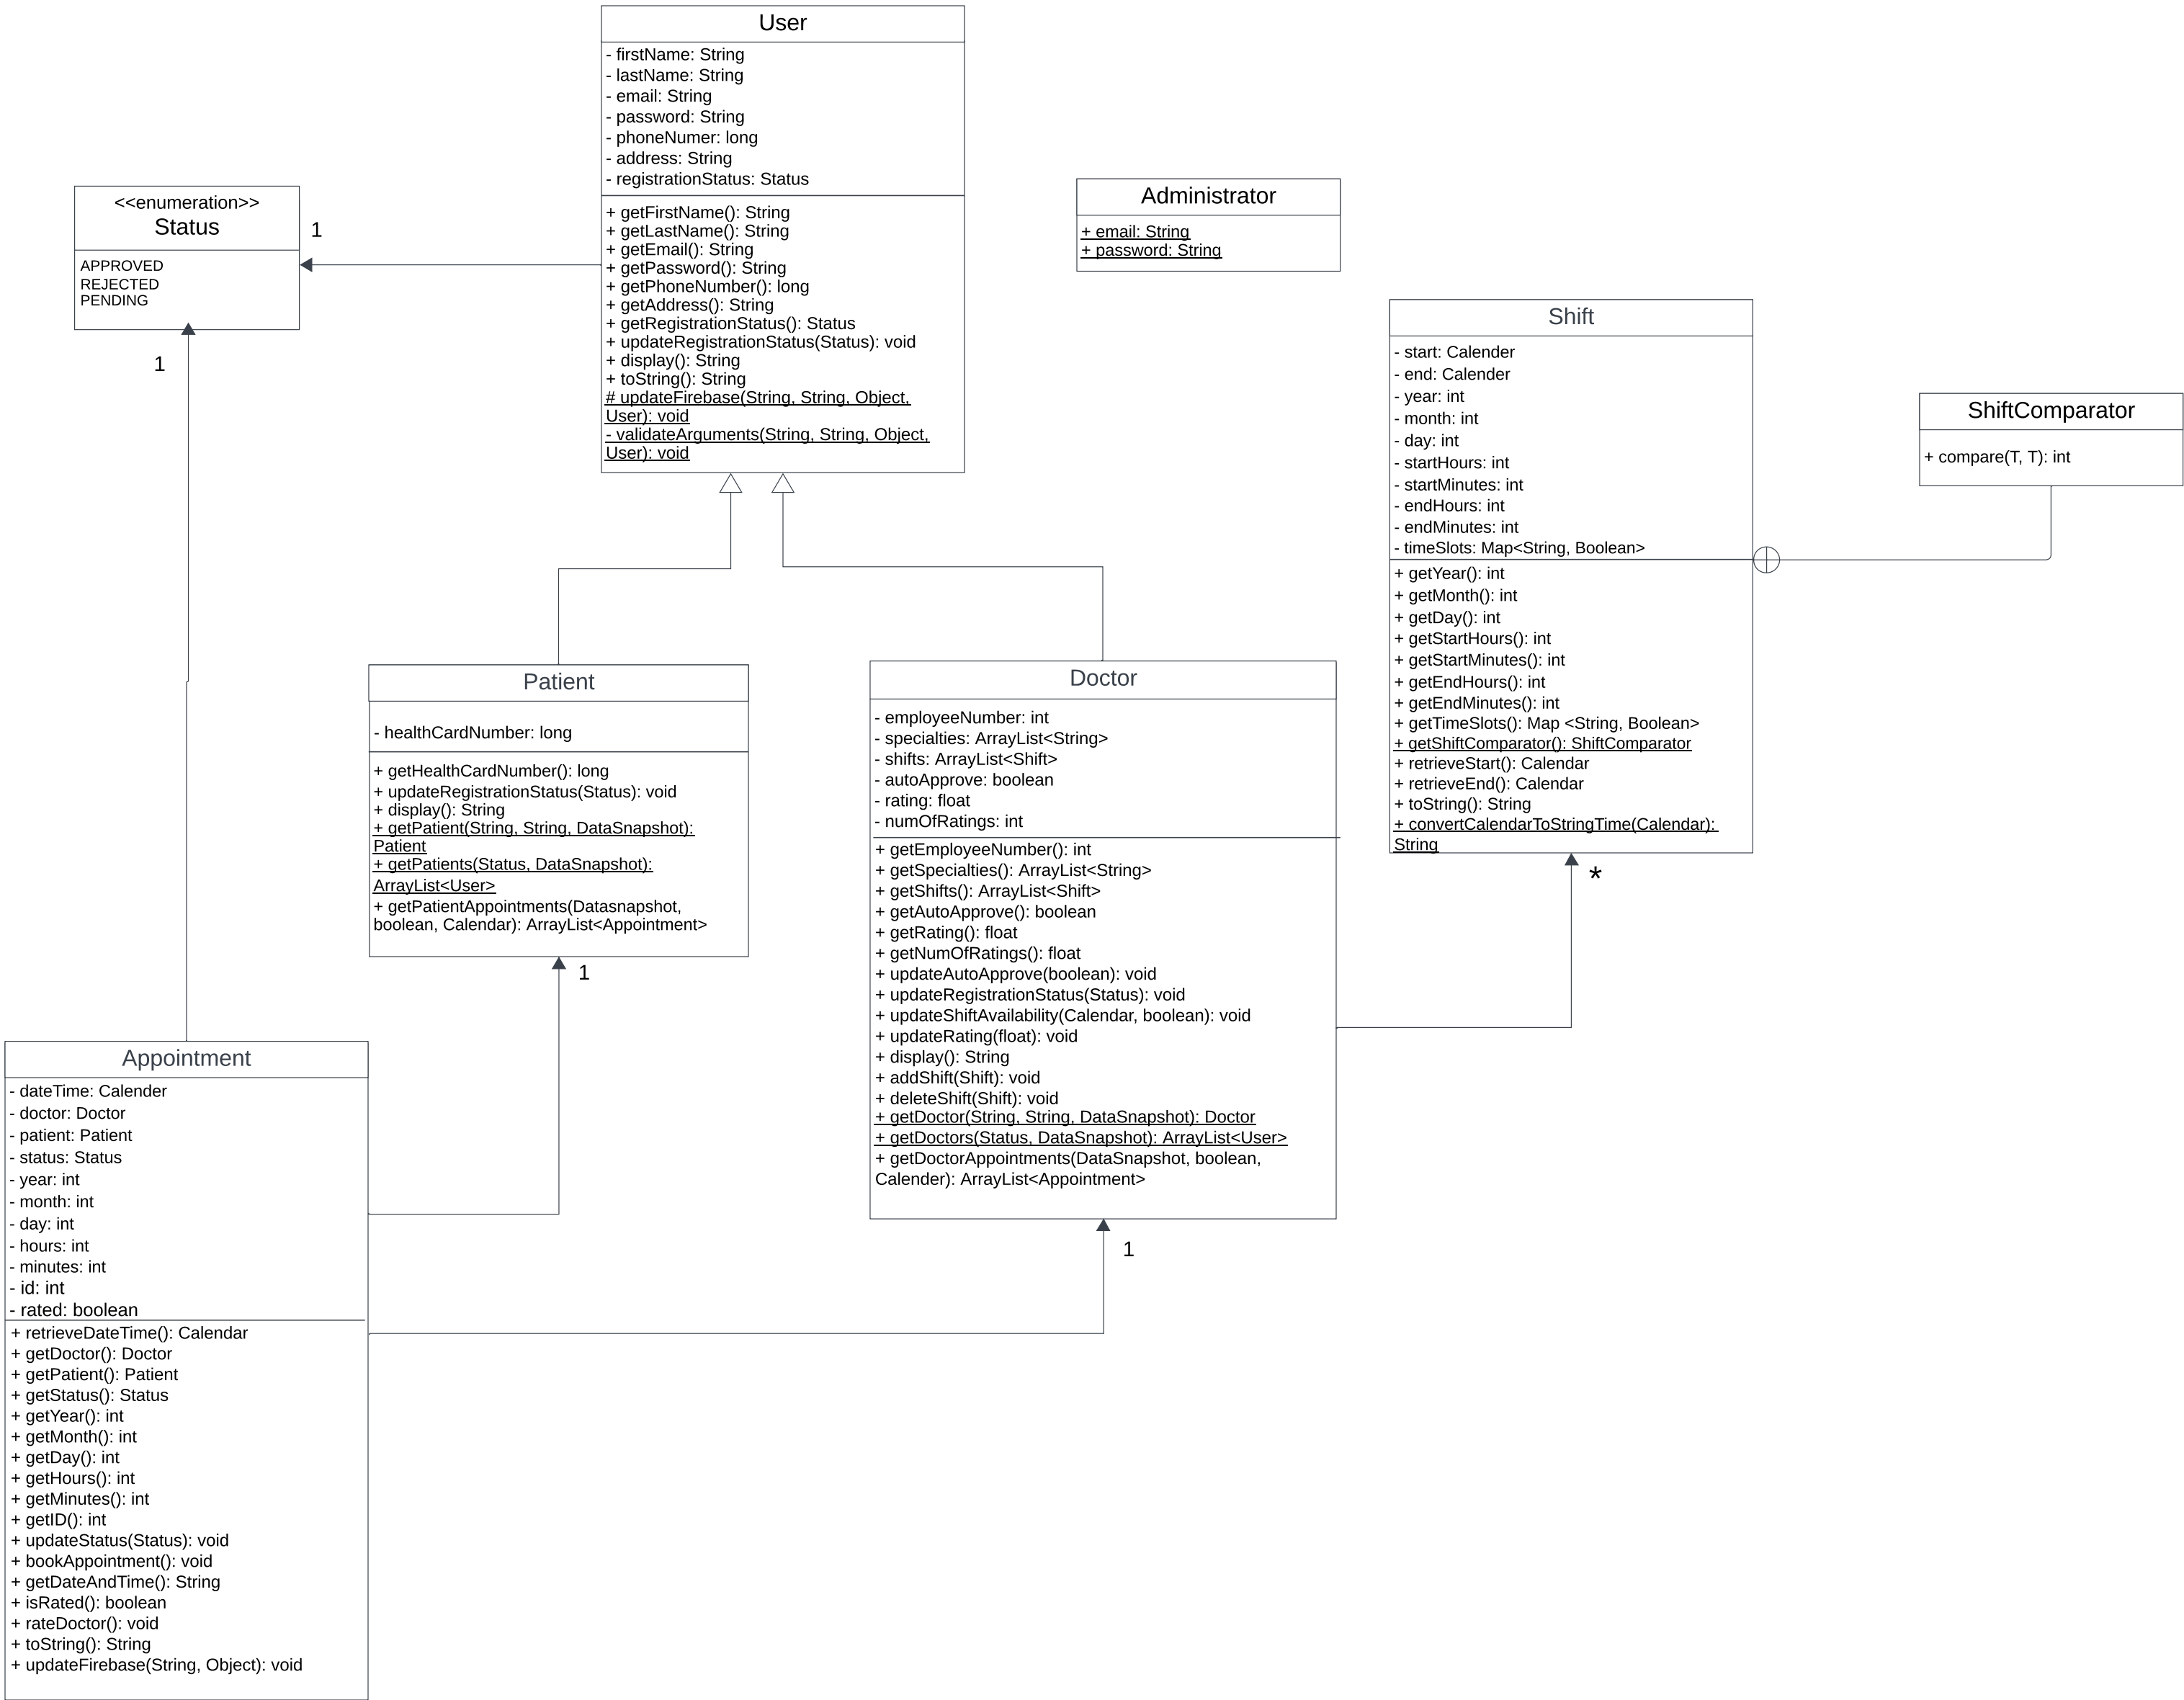 User
- firstName: String
- lastName: String
- email: String
- password: String
- phoneNumer: long
- address: String
- registrationStatus: Status
+ getFirstName(): String
+ getLastName(): String
+ getEmail(): String
+ getPassword(): String
+ getPhoneNumber(): long
+ getAddress(): String
+ getRegistrationStatus(): Status
+ updateRegistrationStatus(Status): void
+ display(): String
+ toString(): String
# updateFirebase(String, String, Object,
User): void
- validateArguments(String, String, Object,
User): void
<<enumeration>>
Status
APPROVED
REJECTED
PENDING
1
1
Administrator
+ email: String
+ password: String
Shift
- start: Calender
- end: Calender
- year: int
- month: int
- day: int
- startHours: int
- startMinutes: int
- endHours: int
- endMinutes: int
- timeSlots: Map<String, Boolean>
+ getYear(): int
+ getMonth(): int
+ getDay(): int
+ getStartHours(): int
+ getStartMinutes(): int
+ getEndHours(): int
+ getEndMinutes(): int
+ getTimeSlots(): Map <String, Boolean>
+ getShiftComparator(): ShiftComparator
+ retrieveStart(): Calendar
+ retrieveEnd(): Calendar
+ toString(): String
+ convertCalendarToStringTime(Calendar):
String
*
ShiftComparator
+ compare(T, T): int
Patient
- healthCardNumber: long
+ getHealthCardNumber(): long
+ updateRegistrationStatus(Status): void
+ display(): String
+ getPatient(String, String, DataSnapshot):
Patient
+ getPatients(Status, DataSnapshot):
ArrayList<User>
+ getPatientAppointments(Datasnapshot,
boolean, Calendar): ArrayList<Appointment>
1
Doctor
- employeeNumber: int
- specialties: ArrayList<String>
- shifts: ArrayList<Shift>
- autoApprove: boolean
- rating: float
- numOfRatings: int
+ getEmployeeNumber(): int
+ getSpecialties(): ArrayList<String>
+ getShifts(): ArrayList<Shift>
+ getAutoApprove(): boolean
+ getRating(): float
+ getNumOfRatings(): float
+ updateAutoApprove(boolean): void
+ updateRegistrationStatus(Status): void
+ updateShiftAvailability(Calendar, boolean): void
+ updateRating(float): void
+ display(): String
+ addShift(Shift): void
+ deleteShift(Shift): void
+ getDoctor(String, String, DataSnapshot): Doctor
+ getDoctors(Status, DataSnapshot): ArrayList<User>
+ getDoctorAppointments(DataSnapshot, boolean,
Calender): ArrayList<Appointment>
1
Appointment
- dateTime: Calender
- doctor: Doctor
- patient: Patient
- status: Status
- year: int
- month: int
- day: int
- hours: int
- minutes: int
- id: int
- rated: boolean
+ retrieveDateTime(): Calendar
+ getDoctor(): Doctor
+ getPatient(): Patient
+ getStatus(): Status
+ getYear(): int
+ getMonth(): int
+ getDay(): int
+ getHours(): int
+ getMinutes(): int
+ getID(): int
+ updateStatus(Status): void
+ bookAppointment(): void
+ getDateAndTime(): String
+ isRated(): boolean
+ rateDoctor(): void
+ toString(): String
+ updateFirebase(String, Object): void